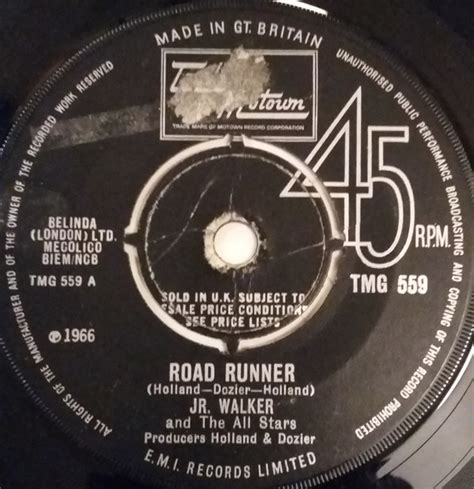 MADE IN GT. BRITAIN
UNAUTHORISED PUBLIC PERFORMANCE BROADCASTING AND COPYING OF THIS RECORD PROHIBITED
ALL RIGHTS OF THE MANUFACTURER AND OF THE OWNER OF THE RECORDED WORK RESERVED
Motown
TRADE MARK OF MOTOWN RECORD CORPORATION
45 R.P.M.
BELINDA
(LONDON) LTD.
MECOLICO
BIEM/NCB
TMG 559 A
TMG 559
SOLD IN U.K. SUBJECT TO
PRICE CONDITIONS
SEE PRICE LISTS
℗ 1966
ROAD RUNNER
(Holland—Dozier—Holland)
JR. WALKER
and The All Stars
Producers Holland & Dozier
E.M.I. RECORDS LIMITED